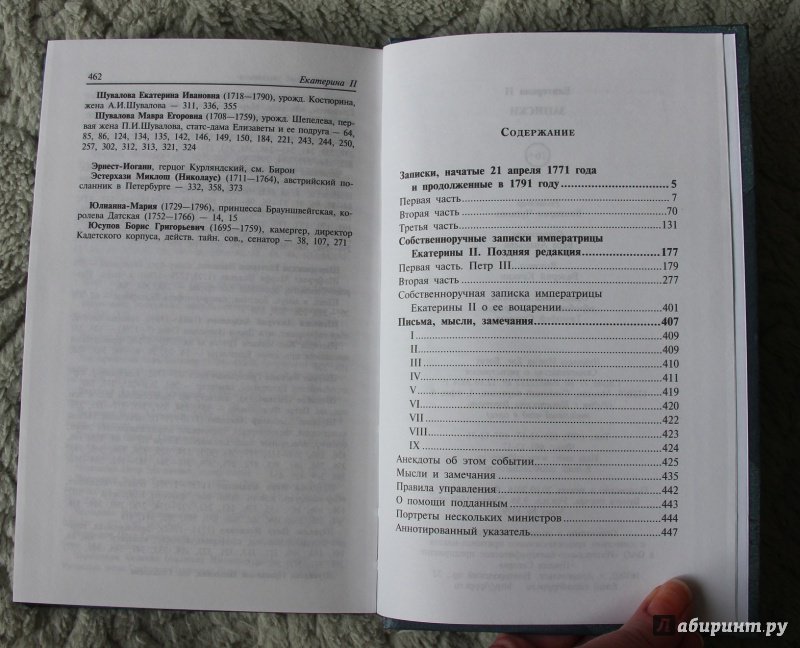 462
Екатерина II
Шувалова Екатерина Ивановна (1718—1790), урожд. Костюрина,
жена А.И.Шувалова — 311, 336, 355
Шувалова Мавра Егоровна (1708—1759), урожд. Шепелева, пер-
вая жена П.И.Шувалова, статс-дама Елизаветы и ее подруга — 64,
85, 86, 124, 134, 135, 142, 146, 149, 150, 184, 221, 243, 244, 250,
257, 302, 312, 313, 321, 324
Эрнест-Иоганн, герцог Курляндский, см. Бирон
Эстергази Миклош (Николаус) (1711—1764), австрийский по-
сланник в Петербурге — 332, 358, 373
Юлианна-Мария (1729—1796), принцесса Брауншвейгская, ко-
ролева Датская (1752—1766) — 14, 15
Юсупов Борис Григорьевич (1695—1759), камергер, директор
Кадетского корпуса, действ. тайн. сов., сенатор — 38, 107, 271
СОДЕРЖАНИЕ
Записки, начатые 21 апреля 1771 года
и продолженные в 1791 году 5
Первая часть 7
Вторая часть 70
Третья часть 131
Собственноручные записки императрицы
Екатерины II. Поздняя редакция 177
Первая часть. Петр III 179
Вторая часть 277
Собственноручная записка императрицы
Екатерины II о ее воцарении 401
Письма, мысли, замечания 407
I 409
II 409
III 410
IV 411
V 419
VI 420
VII 422
VIII 423
IX 424
Анекдоты об этом событии 425
Мысли и замечания 435
Правила управления 442
О помощи подданным 443
Портреты нескольких министров 444
Аннотированный указатель 447
Лабиринт.ру